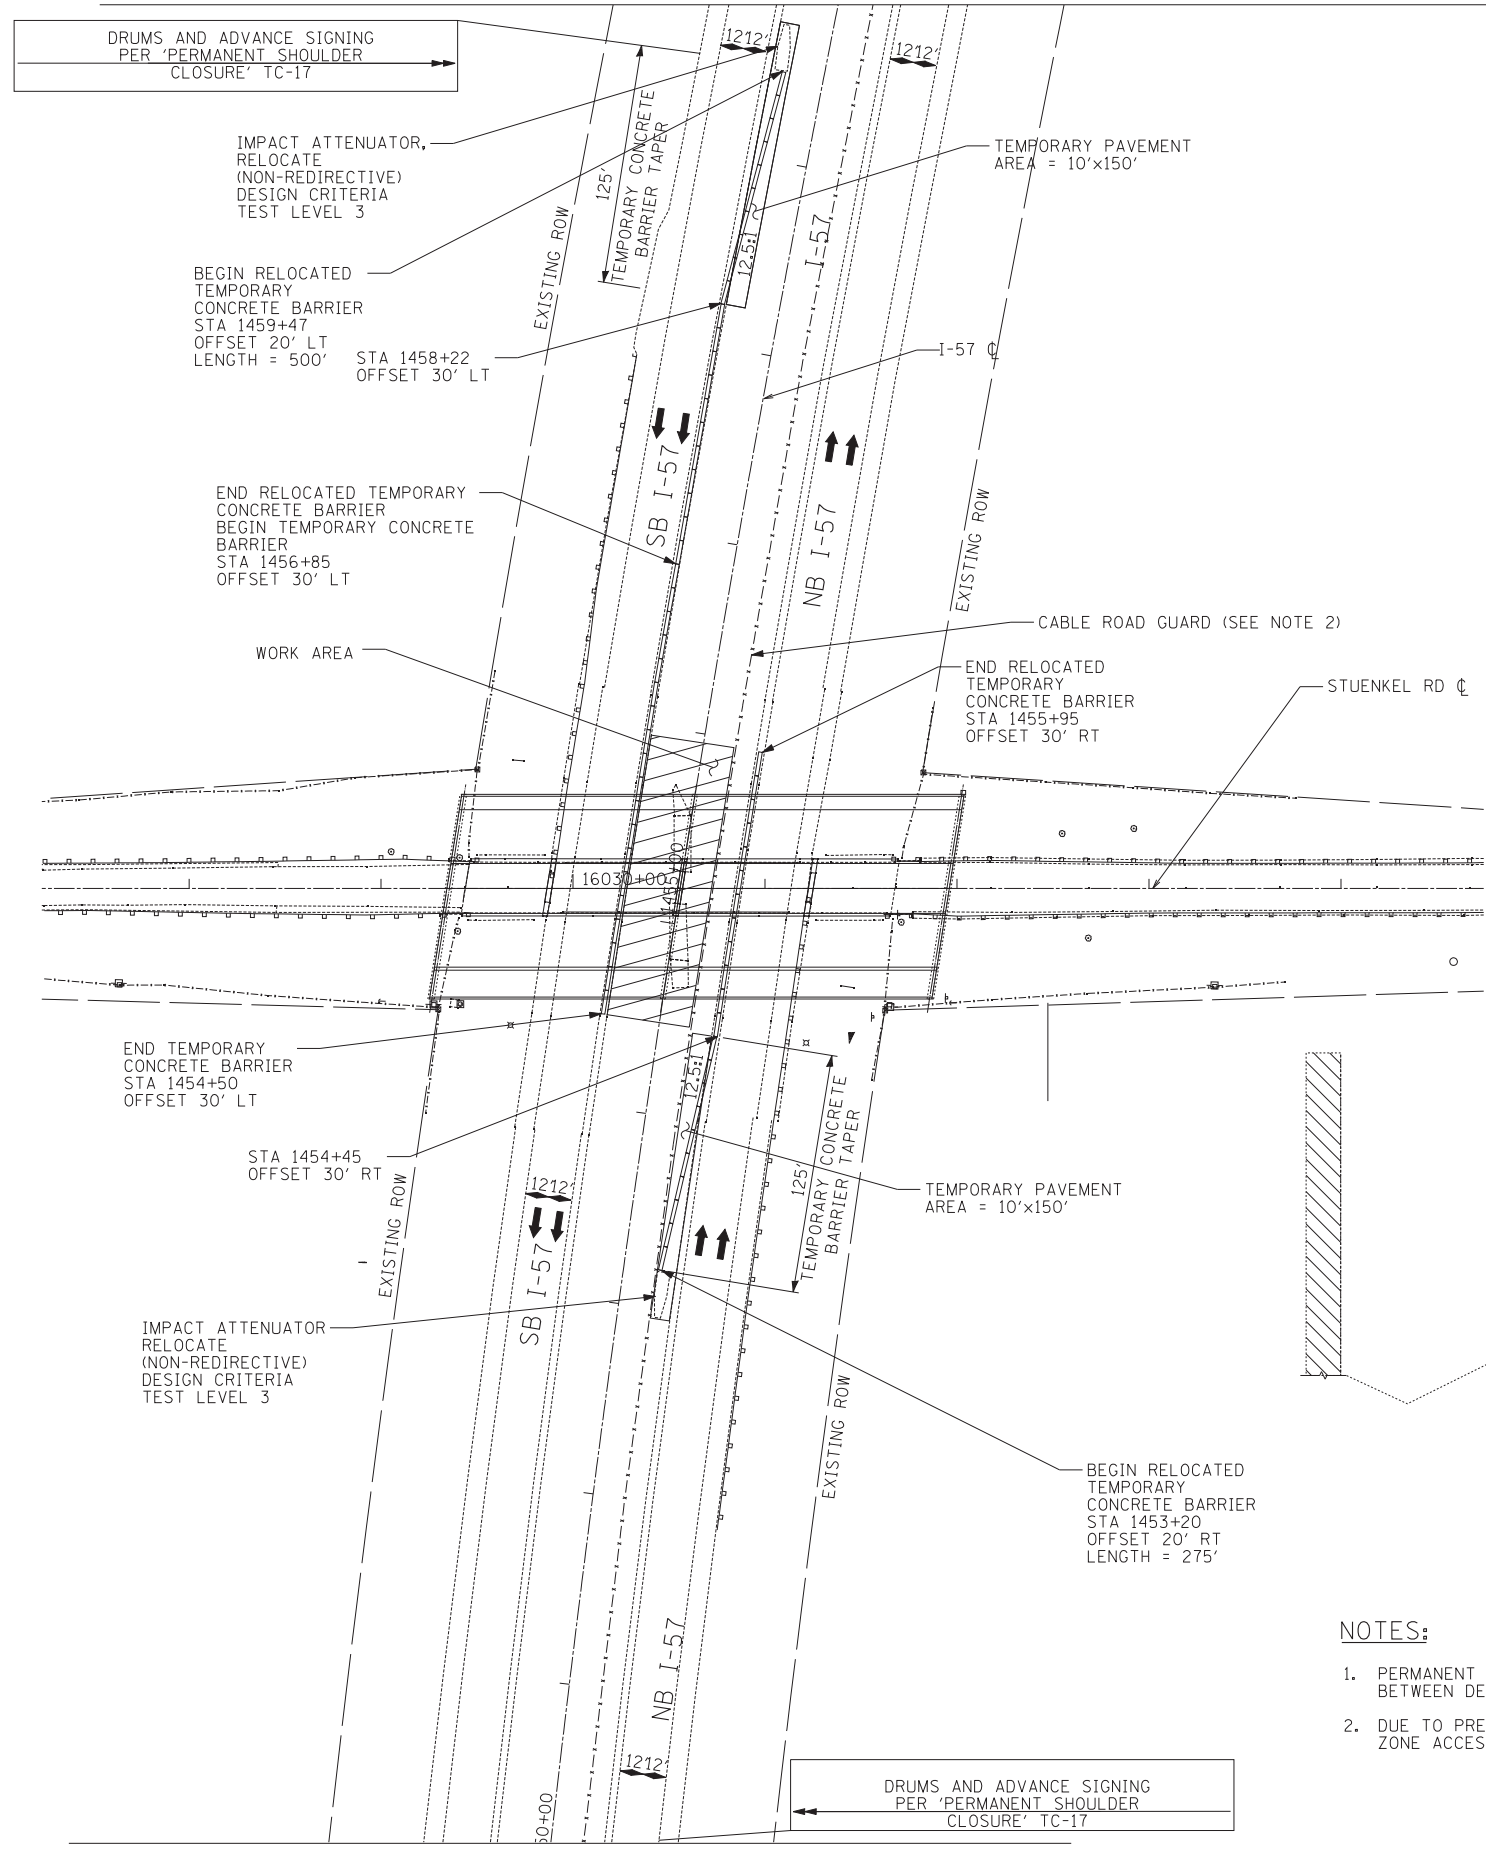 DRUMS AND ADVANCE SIGNING
PER 'PERMANENT SHOULDER
CLOSURE' TC-17
12'
12'
12'
12'
IMPACT ATTENUATOR,
RELOCATE
(NON-REDIRECTIVE)
DESIGN CRITERIA
TEST LEVEL 3
125'
TEMPORARY CONCRETE
BARRIER TAPER
TEMPORARY PAVEMENT
AREA = 10'x150'
EXISTING ROW
12.5:1
I-57
BEGIN RELOCATED
TEMPORARY
CONCRETE BARRIER
STA 1459+47
OFFSET 20' LT
LENGTH = 500'
STA 1458+22
OFFSET 30' LT
I-57 ℄
SB I-57
NB I-57
EXISTING ROW
END RELOCATED TEMPORARY
CONCRETE BARRIER
BEGIN TEMPORARY CONCRETE
BARRIER
STA 1456+85
OFFSET 30' LT
CABLE ROAD GUARD (SEE NOTE 2)
WORK AREA
END RELOCATED
TEMPORARY
CONCRETE BARRIER
STA 1455+95
OFFSET 30' RT
STUENKEL RD ℄
16030+00
END TEMPORARY
CONCRETE BARRIER
STA 1454+50
OFFSET 30' LT
12.5:1
125'
TEMPORARY CONCRETE
BARRIER TAPER
STA 1454+45
OFFSET 30' RT
EXISTING ROW
12'
12'
TEMPORARY PAVEMENT
AREA = 10'x150'
SB I-57
IMPACT ATTENUATOR
RELOCATE
(NON-REDIRECTIVE)
DESIGN CRITERIA
TEST LEVEL 3
EXISTING ROW
BEGIN RELOCATED
TEMPORARY
CONCRETE BARRIER
STA 1453+20
OFFSET 20' RT
LENGTH = 275'
NB I-57
NOTES:
1. PERMANENT
BETWEEN DE
2. DUE TO PRE
ZONE ACCES
12'
12'
50+00
DRUMS AND ADVANCE SIGNING
PER 'PERMANENT SHOULDER
CLOSURE' TC-17